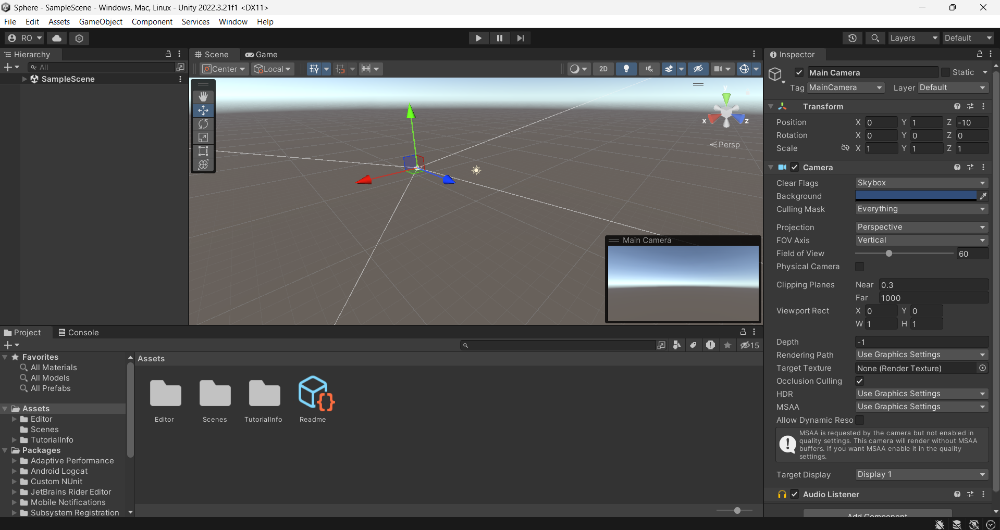 Sphere - SampleScene - Windows, Mac, Linux - Unity 2022.3.21f1 <DX11>
File Edit Assets GameObject Component Services Window Help
RO Layers Default
Hierarchy
All
SampleScene
Scene Game
Center Local 2D
y
x z
Persp
Main Camera
Inspector
Main Camera Static
Tag MainCamera Layer Default
Transform
Position X 0 Y 1 Z -10
Rotation X 0 Y 0 Z 0
Scale X 1 Y 1 Z 1
Camera
Clear Flags Skybox
Background
Culling Mask Everything
Projection Perspective
FOV Axis Vertical
Field of View 60
Physical Camera
Clipping Planes Near 0.3
Far 1000
Viewport Rect X 0 Y 0
W 1 H 1
Depth -1
Rendering Path Use Graphics Settings
Target Texture None (Render Texture)
Occlusion Culling
HDR Use Graphics Settings
MSAA Use Graphics Settings
Allow Dynamic Reso
MSAA is requested by the camera but not enabled in
quality settings. This camera will render without MSAA
buffers. If you want MSAA enable it in the quality
settings.
Target Display Display 1
Audio Listener
Add Component
Project Console
15
Favorites
All Materials
All Models
All Prefabs
Assets
Editor
Scenes
TutorialInfo
Packages
Adaptive Performance
Android Logcat
Custom NUnit
JetBrains Rider Editor
Mobile Notifications
Subsystem Registration
Assets
Editor Scenes TutorialInfo Readme